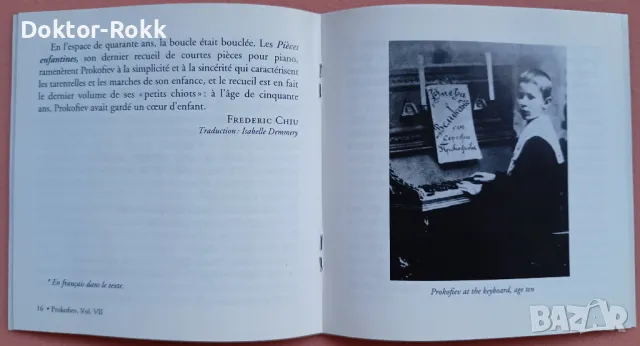 Doktor-Rokk
En l'espace de quarante ans, la boucle était bouclée. Les Pièces
enfantines, son dernier recueil de courtes pièces pour piano,
ramenèrent Prokofiev à la simplicité et à la sincérité qui caractérisent
les tarentelles et les marches de son enfance, et le recueil est en fait
le dernier volume de ses «petits chiots»: à l'âge de cinquante
ans, Prokofiev avait gardé un cœur d'enfant.
FREDERIC CHIU
Traduction: Isabelle Demmery
* En français dans le texte.
16 • Prokofiev, Vol. VII
Опера
Великанъ
соч.
Prokofiev at the keyboard, age ten
BAZAR